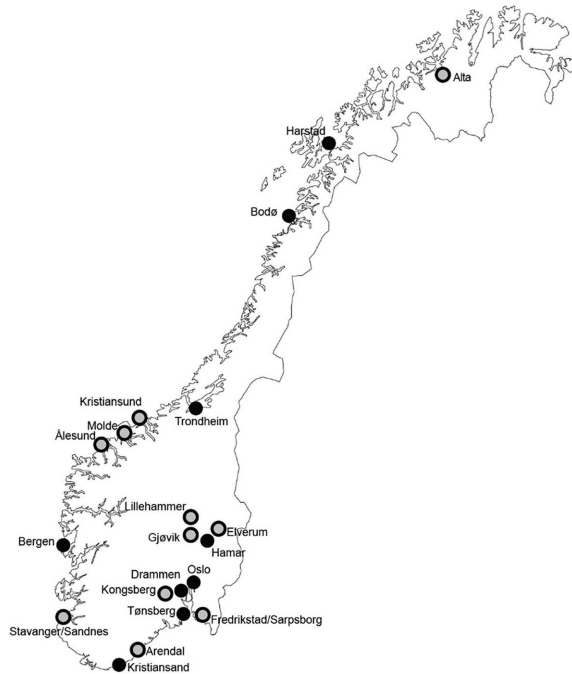 Alta
Harstad
Bodø
Kristiansund
Trondheim
Molde
Ålesund
Lillehammer
Elverum
Gjøvik
Bergen
Hamar
Oslo
Drammen
Kongsberg
Tønsberg
Fredrikstad/Sarpsborg
Stavanger/Sandnes
Arendal
Kristiansand